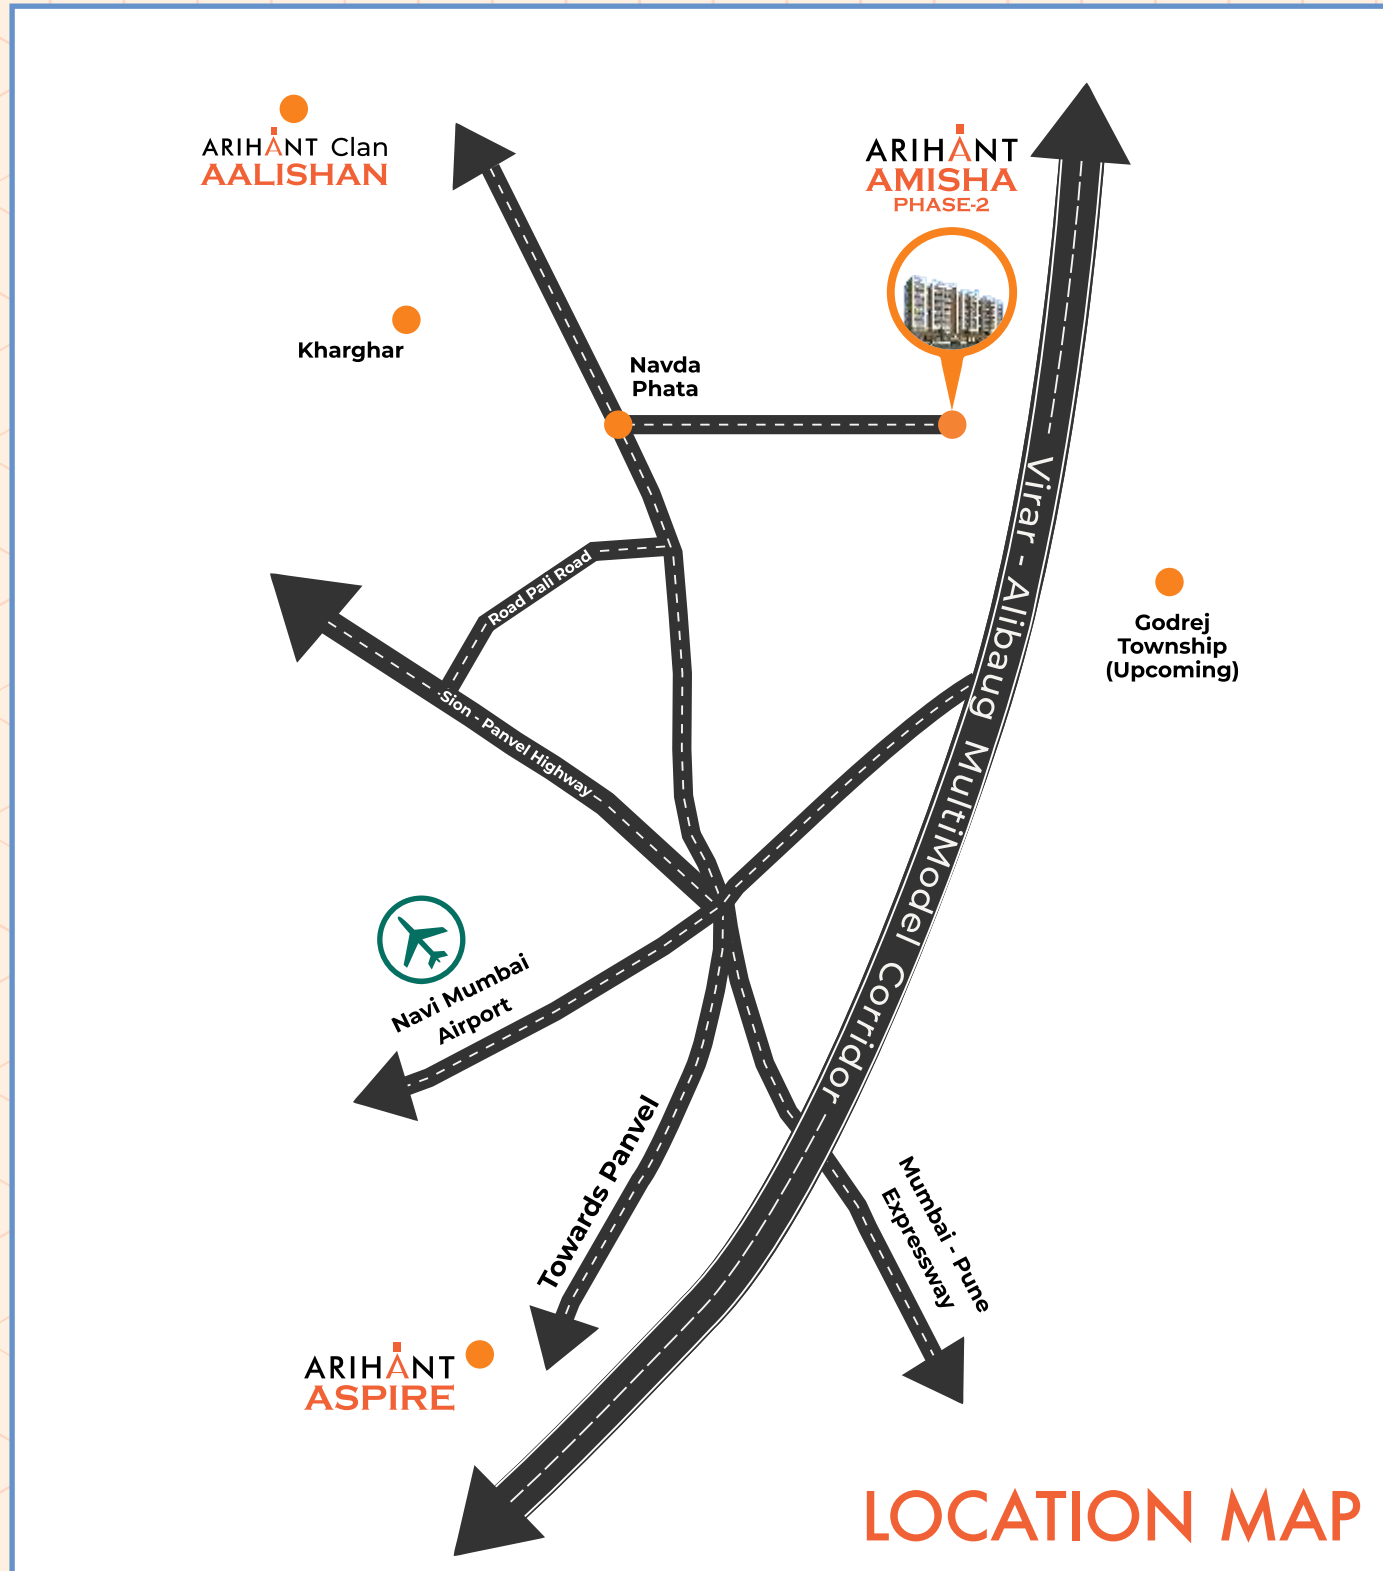 ARIHANT Clan
AALISHAN
ARIHANT
AMISHA
PHASE-2
Kharghar
Navda
Phata
Virar - Alibaug MultiModel Corridor
Road Pali Road
Godrej
Township
(Upcoming)
Sion - Panvel Highway
Navi Mumbai
Airport
Towards Panvel
Mumbai - Pune
Expressway
ARIHANT
ASPIRE
LOCATION MAP